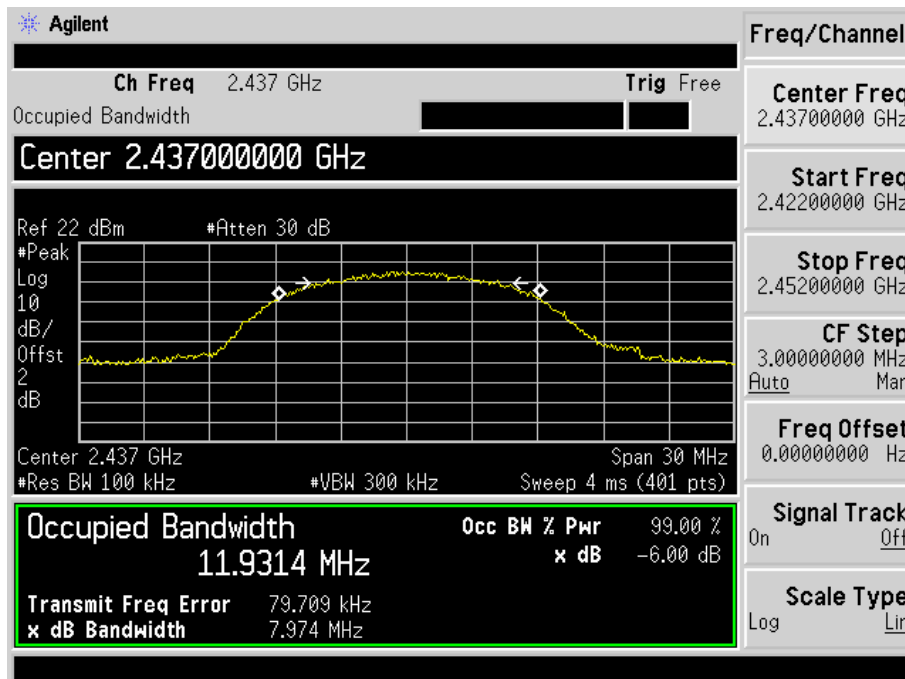 Agilent
Ch Freq 2.437 GHz Trig Free
Occupied Bandwidth
Center 2.437000000 GHz
Ref 22 dBm #Atten 30 dB
#Peak
Log
10
dB/
Offst
2
dB
Center 2.437 GHz Span 30 MHz
#Res BW 100 kHz #VBW 300 kHz Sweep 4 ms (401 pts)
Occupied Bandwidth
11.9314 MHz
Occ BW % Pwr 99.00 %
x dB -6.00 dB
Transmit Freq Error 79.709 kHz
x dB Bandwidth 7.974 MHz
Freq/Channel
Center Freq
2.43700000 GHz
Start Freq
2.42200000 GHz
Stop Freq
2.45200000 GHz
CF Step
3.00000000 MHz
Auto Man
Freq Offset
0.00000000 Hz
Signal Track
On Off
Scale Type
Log Lin